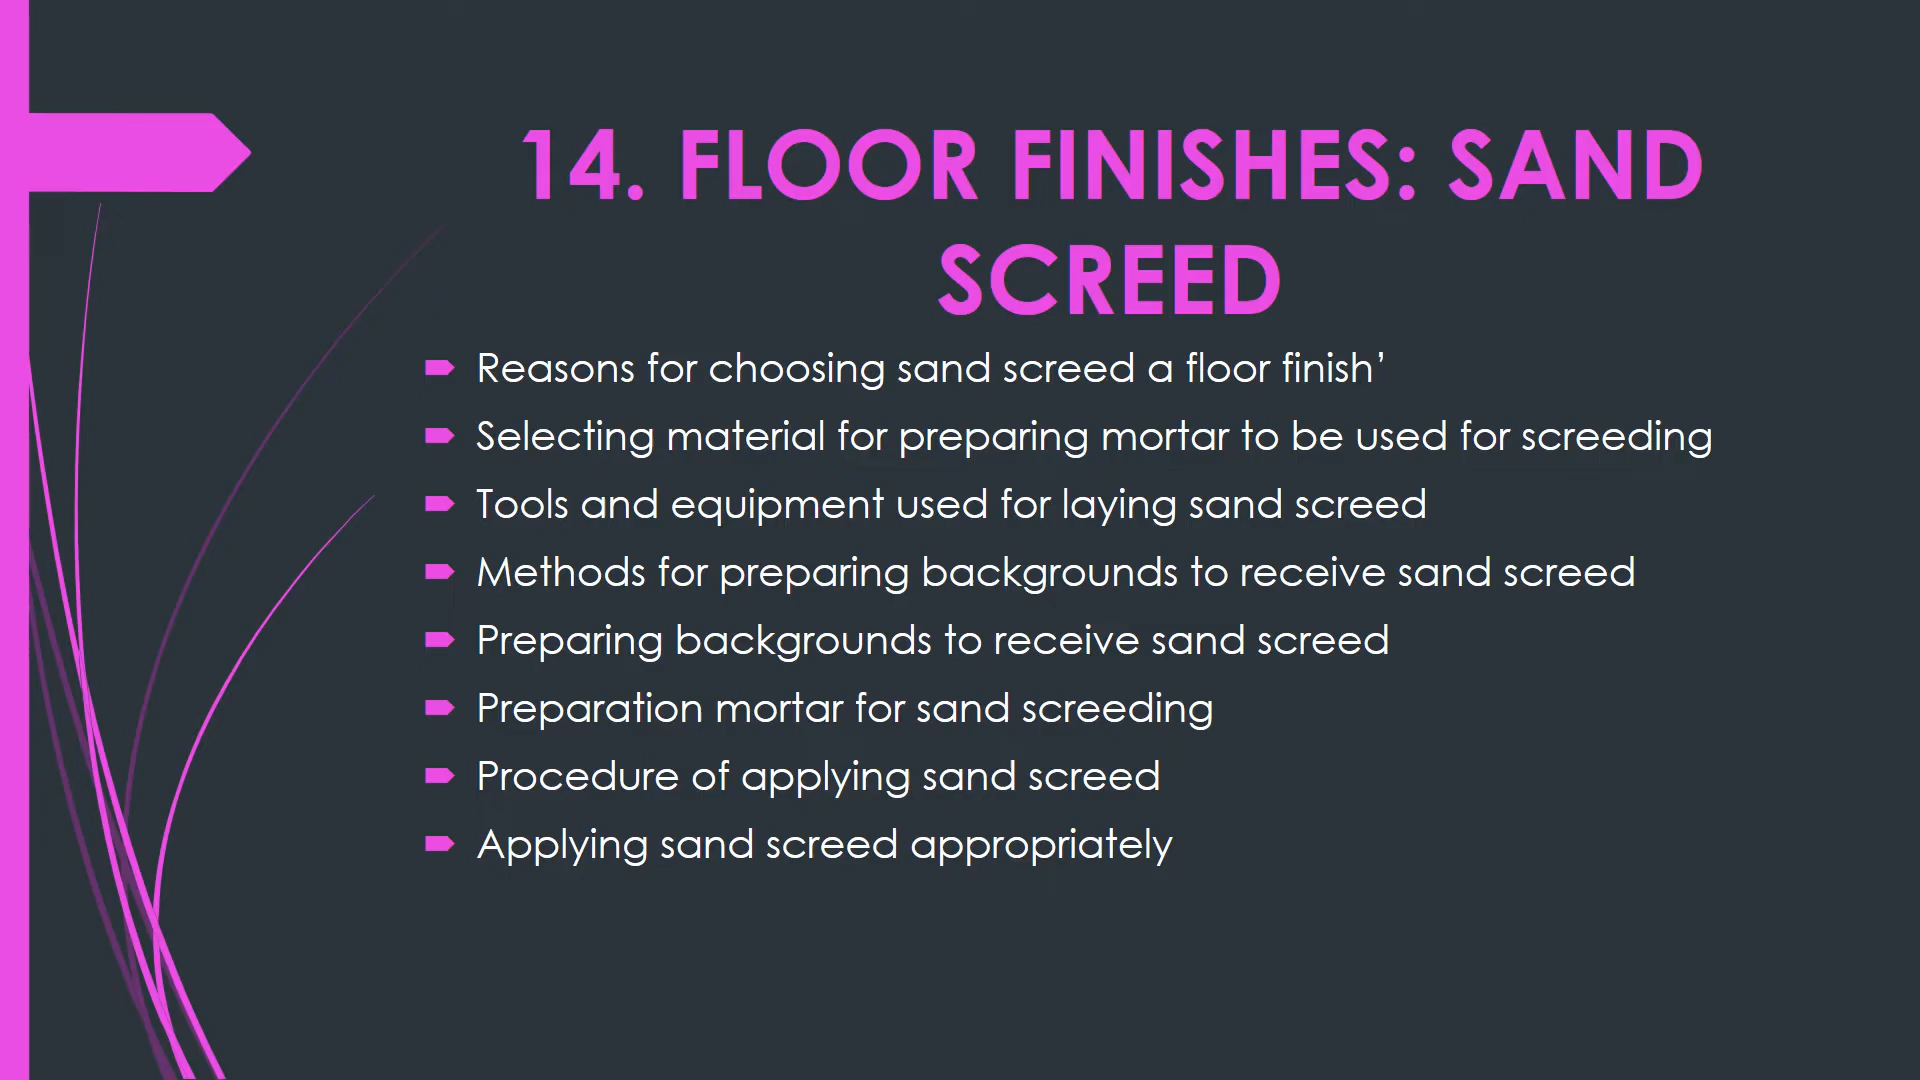 14. FLOOR FINISHES: SAND
SCREED
Reasons for choosing sand screed a floor finish’
Selecting material for preparing mortar to be used for screeding
Tools and equipment used for laying sand screed
Methods for preparing backgrounds to receive sand screed
Preparing backgrounds to receive sand screed
Preparation mortar for sand screeding
Procedure of applying sand screed
Applying sand screed appropriately